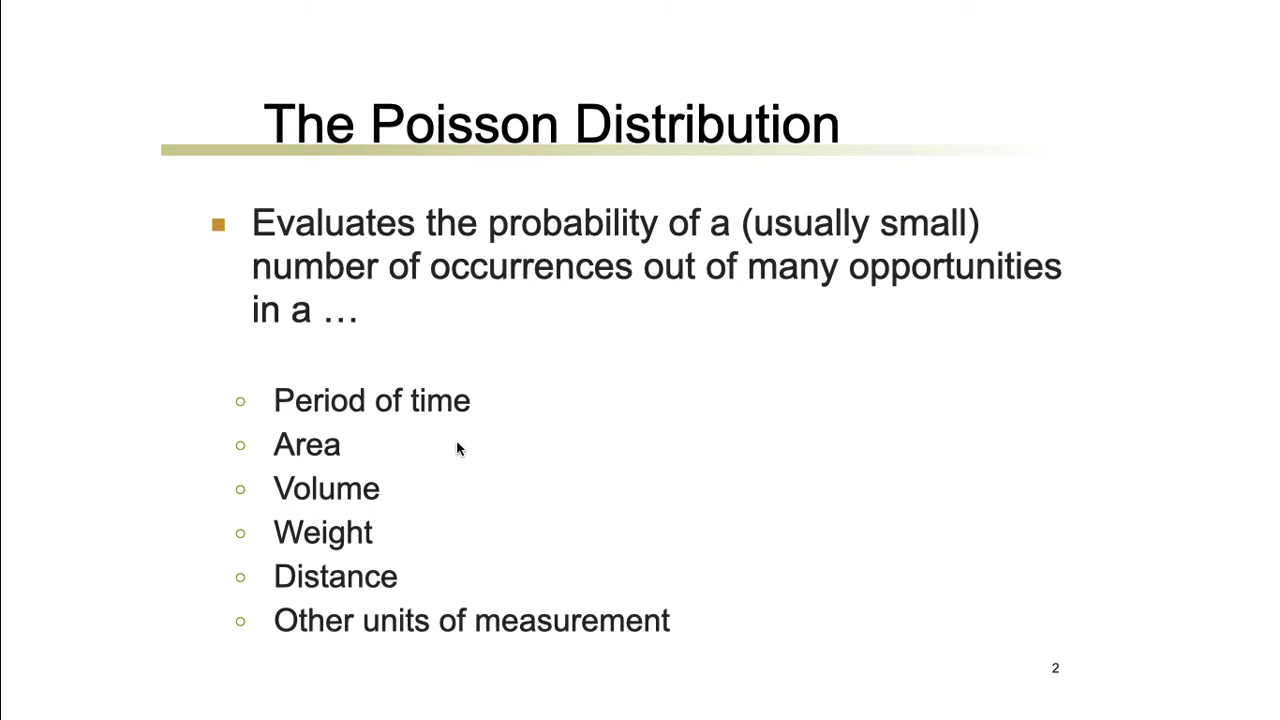 The Poisson Distribution
Evaluates the probability of a (usually small)
number of occurrences out of many opportunities
in a …
Period of time
Area
Volume
Weight
Distance
Other units of measurement
2